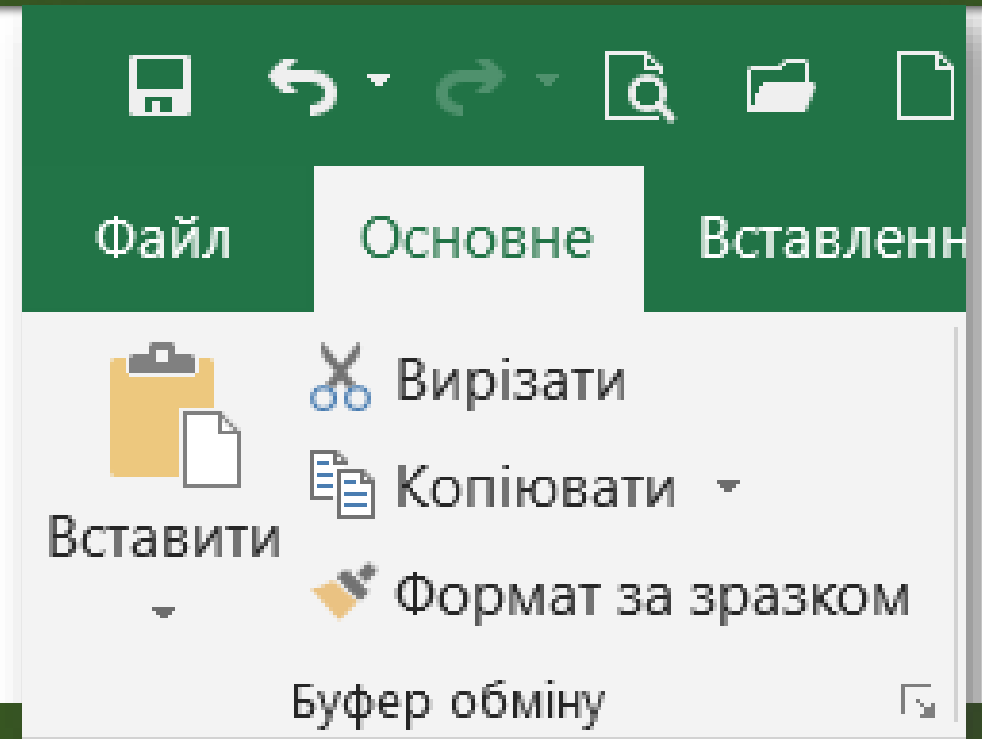 Файл Основне Вставленн
Вирізати
Копіювати
Вставити
Формат за зразком
Буфер обміну